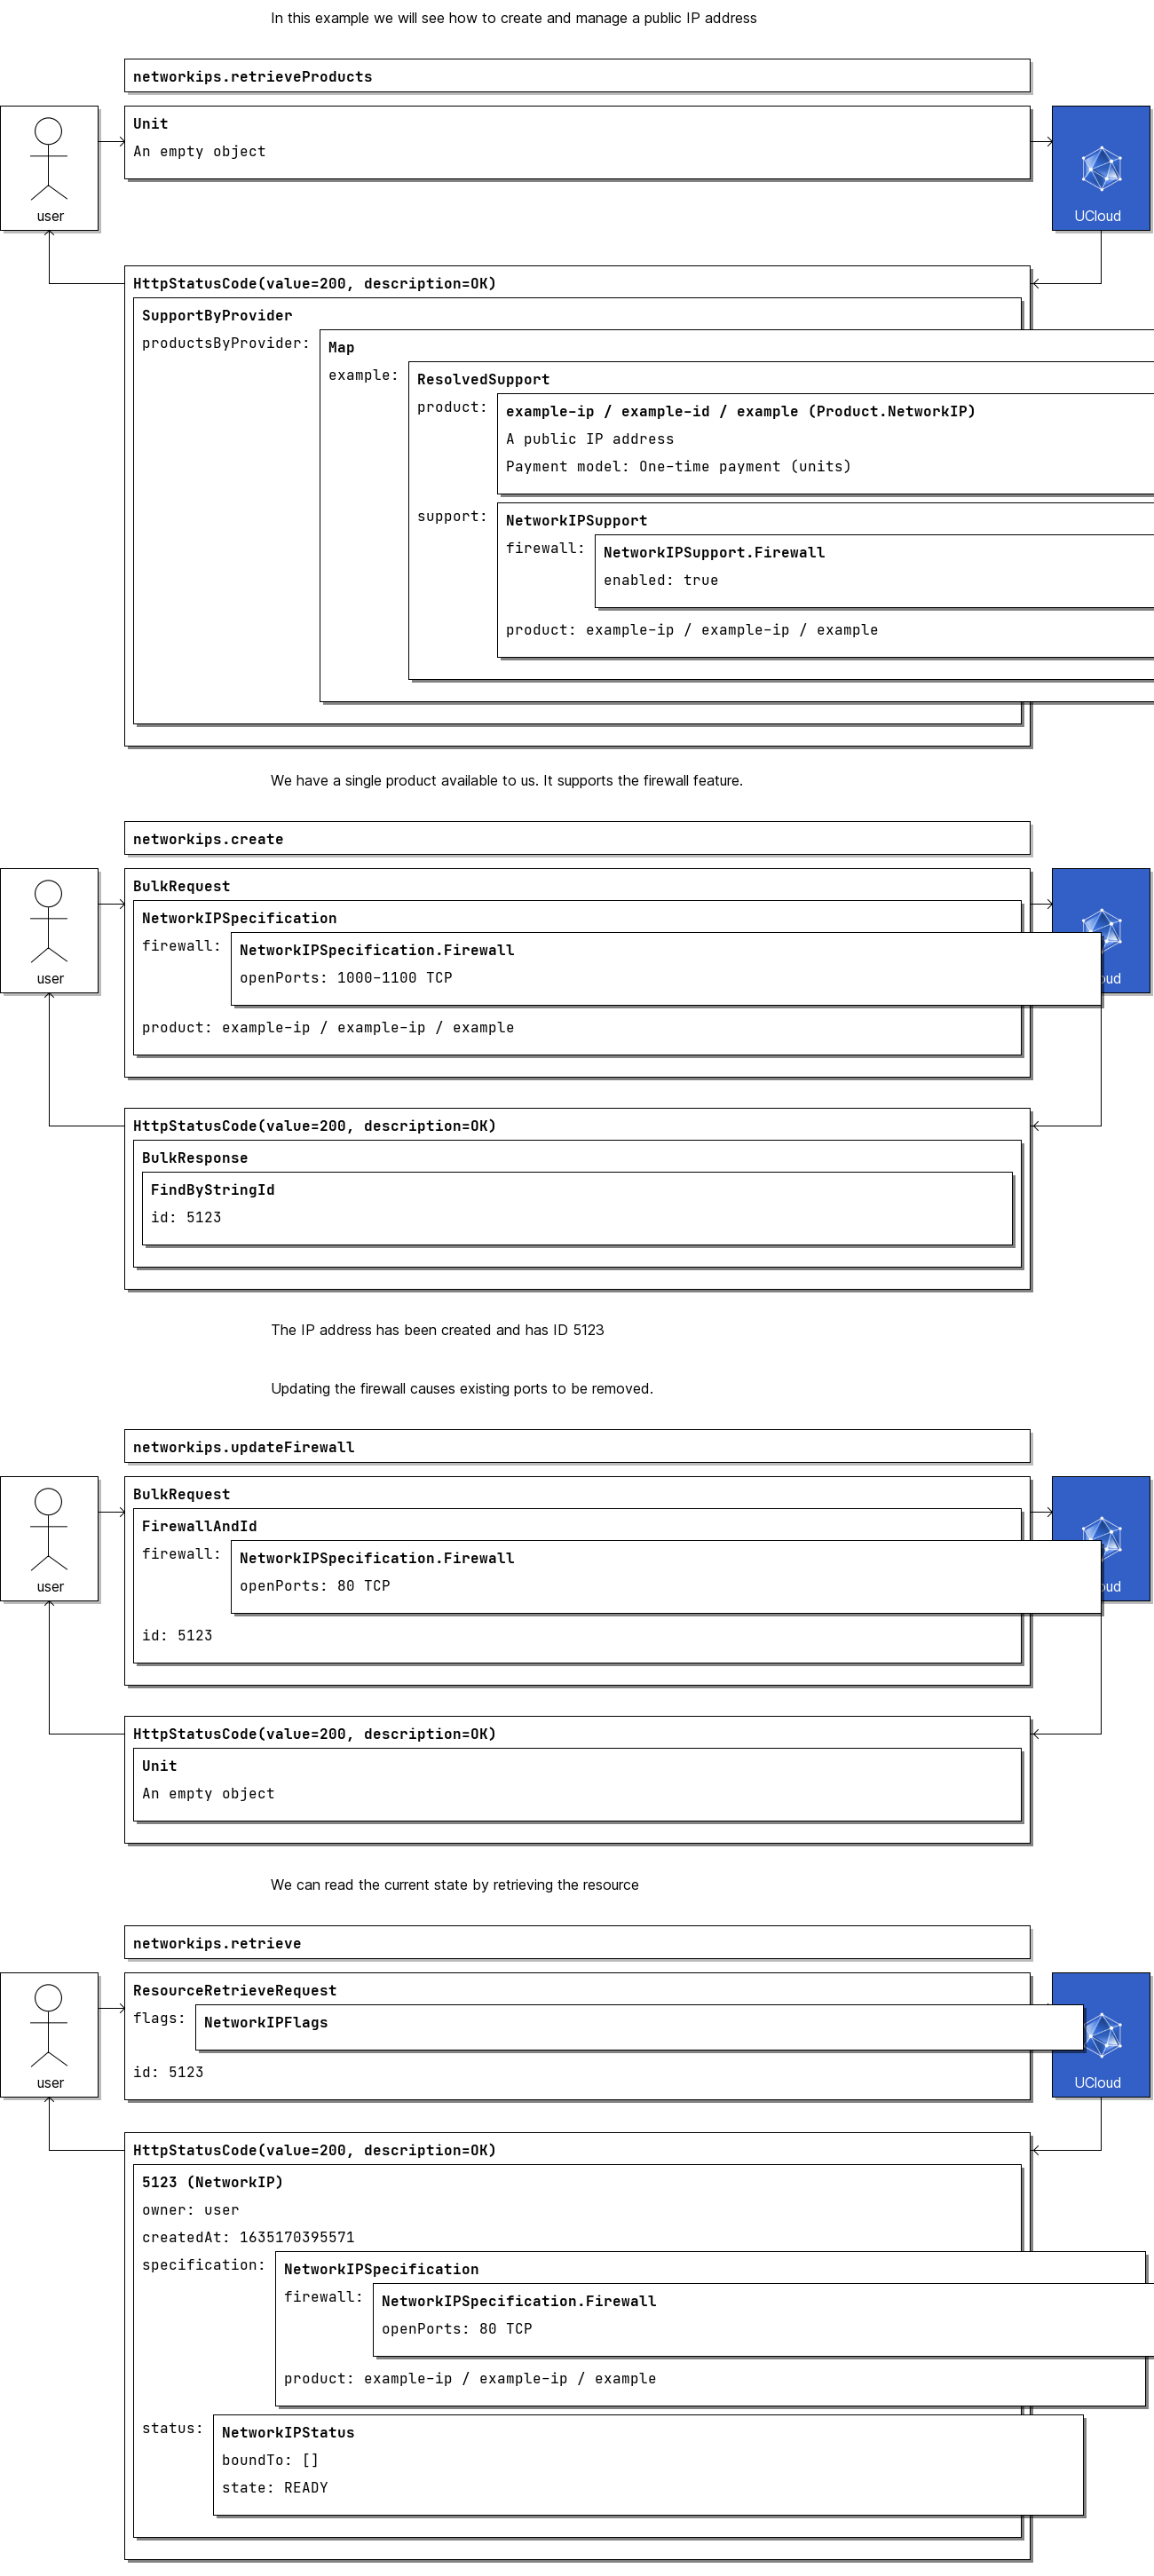 In this example we will see how to create and manage a public IP address
networkips.retrieveProducts
Unit
An empty object
user
UCloud
HttpStatusCode(value=200, description=OK)
SupportByProvider
productsByProvider:
Map
example:
ResolvedSupport
product:
example-ip / example-id / example (Product.NetworkIP)
A public IP address
Payment model: One-time payment (units)
support:
NetworkIPSupport
firewall:
NetworkIPSupport.Firewall
enabled: true
product: example-ip / example-ip / example
We have a single product available to us. It supports the firewall feature.
networkips.create
BulkRequest
NetworkIPSpecification
firewall:
NetworkIPSpecification.Firewall
openPorts: 1000-1100 TCP
user
oud
product: example-ip / example-ip / example
HttpStatusCode(value=200, description=OK)
BulkResponse
FindByStringId
id: 5123
The IP address has been created and has ID 5123
Updating the firewall causes existing ports to be removed.
networkips.updateFirewall
BulkRequest
FirewallAndId
firewall:
NetworkIPSpecification.Firewall
openPorts: 80 TCP
user
oud
id: 5123
HttpStatusCode(value=200, description=OK)
Unit
An empty object
We can read the current state by retrieving the resource
networkips.retrieve
ResourceRetrieveRequest
flags:
NetworkIPFlags
id: 5123
user
UCloud
HttpStatusCode(value=200, description=OK)
5123 (NetworkIP)
owner: user
createdAt: 1635170395571
specification:
NetworkIPSpecification
firewall:
NetworkIPSpecification.Firewall
openPorts: 80 TCP
product: example-ip / example-ip / example
status:
NetworkIPStatus
boundTo: []
state: READY